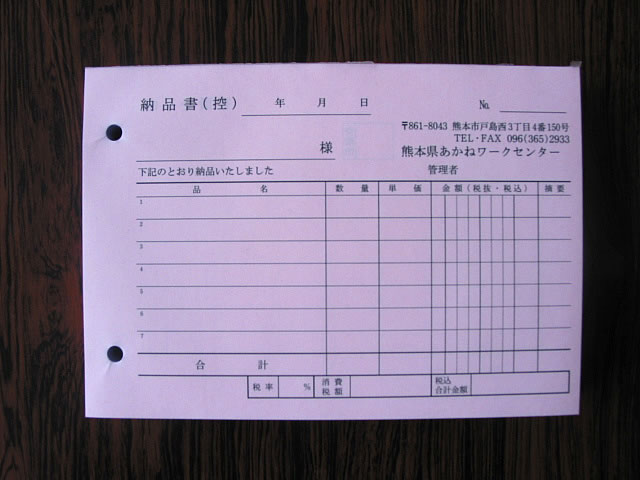 納品書(控) 年 月 日 №
〒861-8043 熊本市戸島西3丁目4番150号
TEL・FAX 096(365)2933
様 熊本県あかねワークセンター
下記のとおり納品いたしました 管理者
品 名 数 量 単 価 金 額 (税抜・税込) 摘 要
1
2
3
4
5
6
7
合 計
税 率 % 消 費 税 額 税込 合計金額